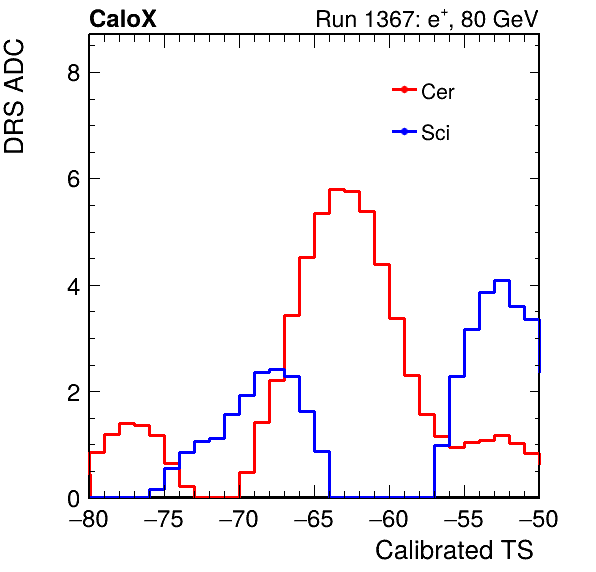 CaloX Run 1367: e⁺, 80 GeV
DRS ADC
Cer
Sci
8
6
4
2
0
−80 −75 −70 −65 −60 −55 −50
Calibrated TS